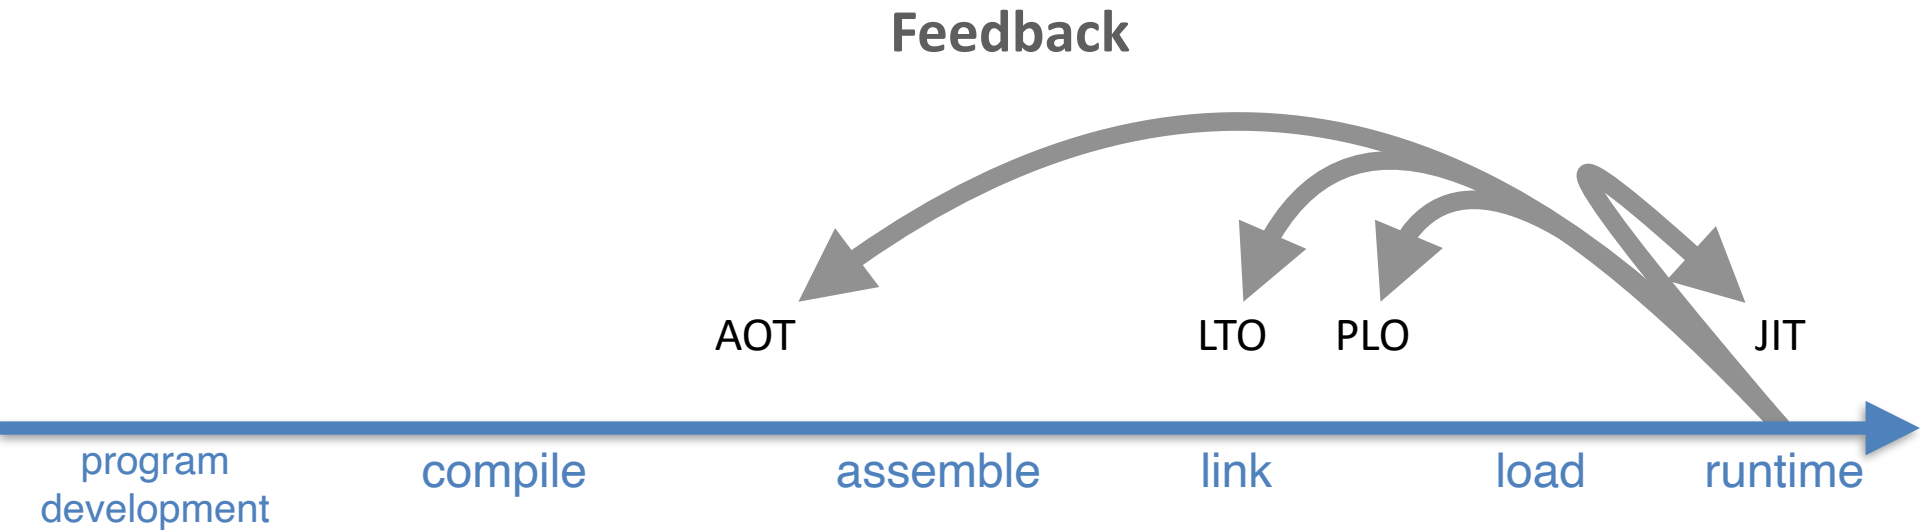 Feedback
AOT
LTO
PLO
JIT
program
development
compile
assemble
link
load
runtime